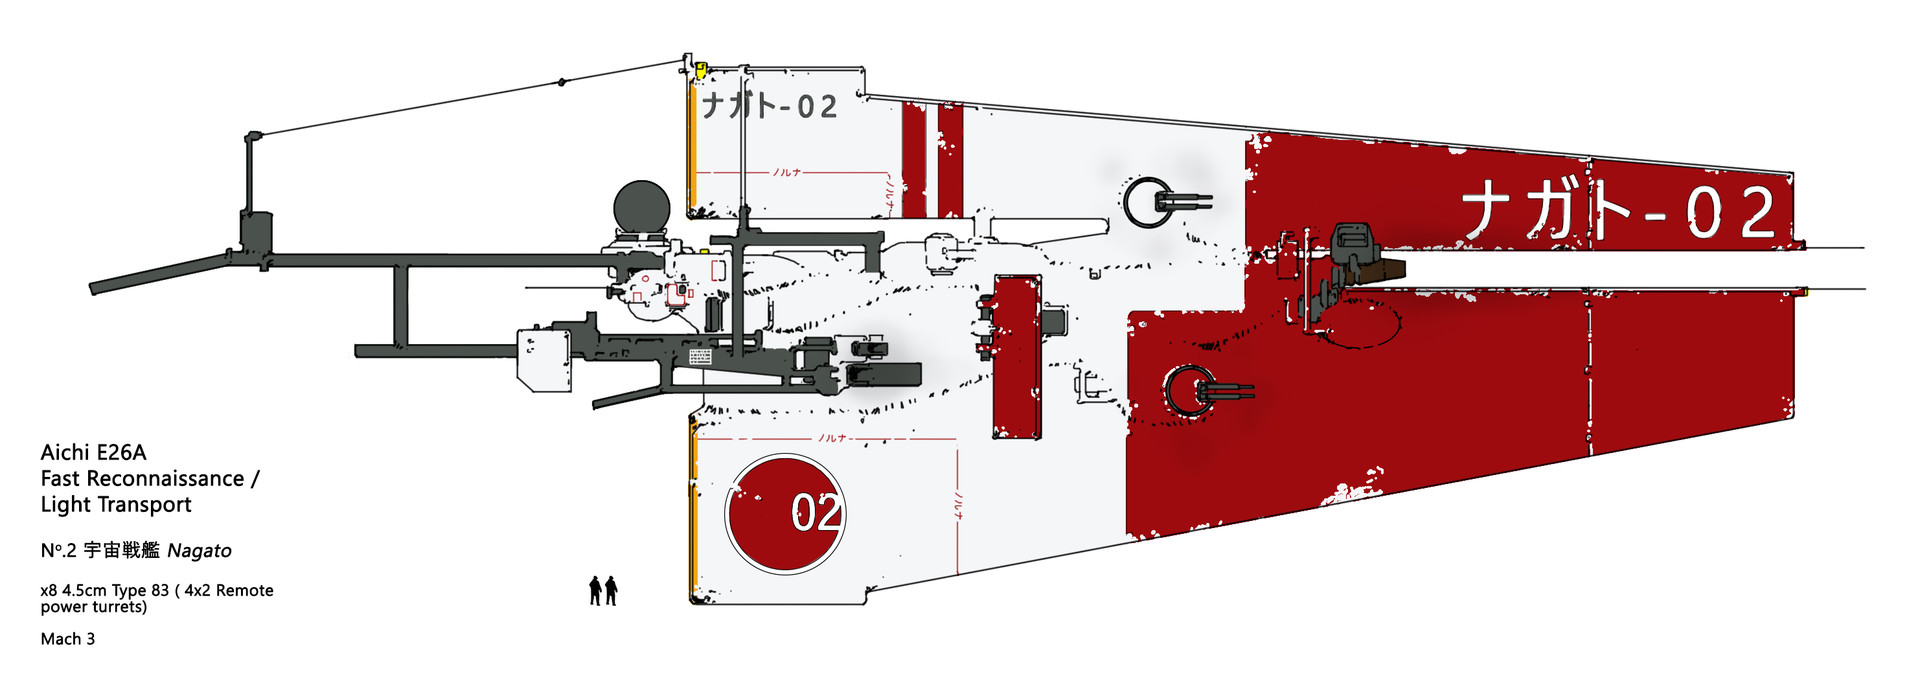 ナガト-02
ノルナ
ノルナ
ナガト-02
ノルナ
ノルナ
02
Aichi E26A
Fast Reconnaissance /
Light Transport
Nº.2 宇宙戦艦 Nagato
x8 4.5cm Type 83 ( 4x2 Remote
power turrets)
Mach 3